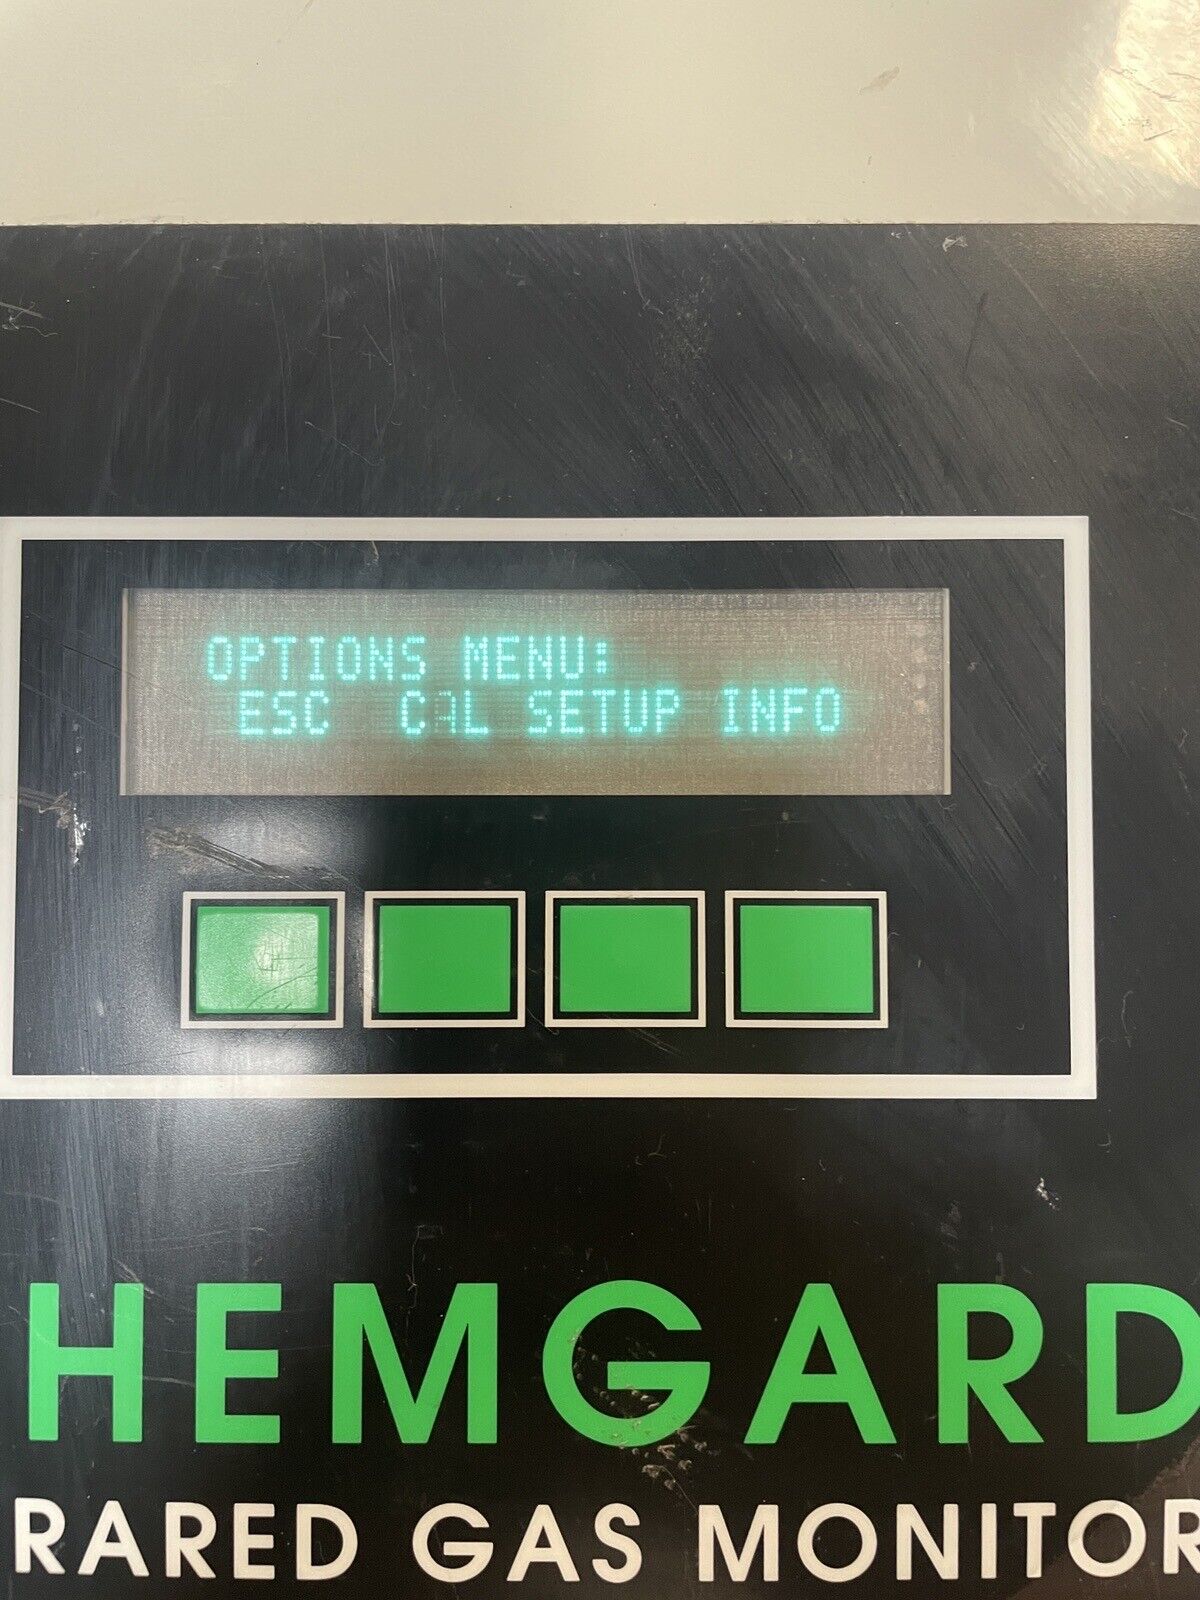 OPTIONS MENU:
ESC CAL SETUP INFO
HEMGARD
RARED GAS MONITOR